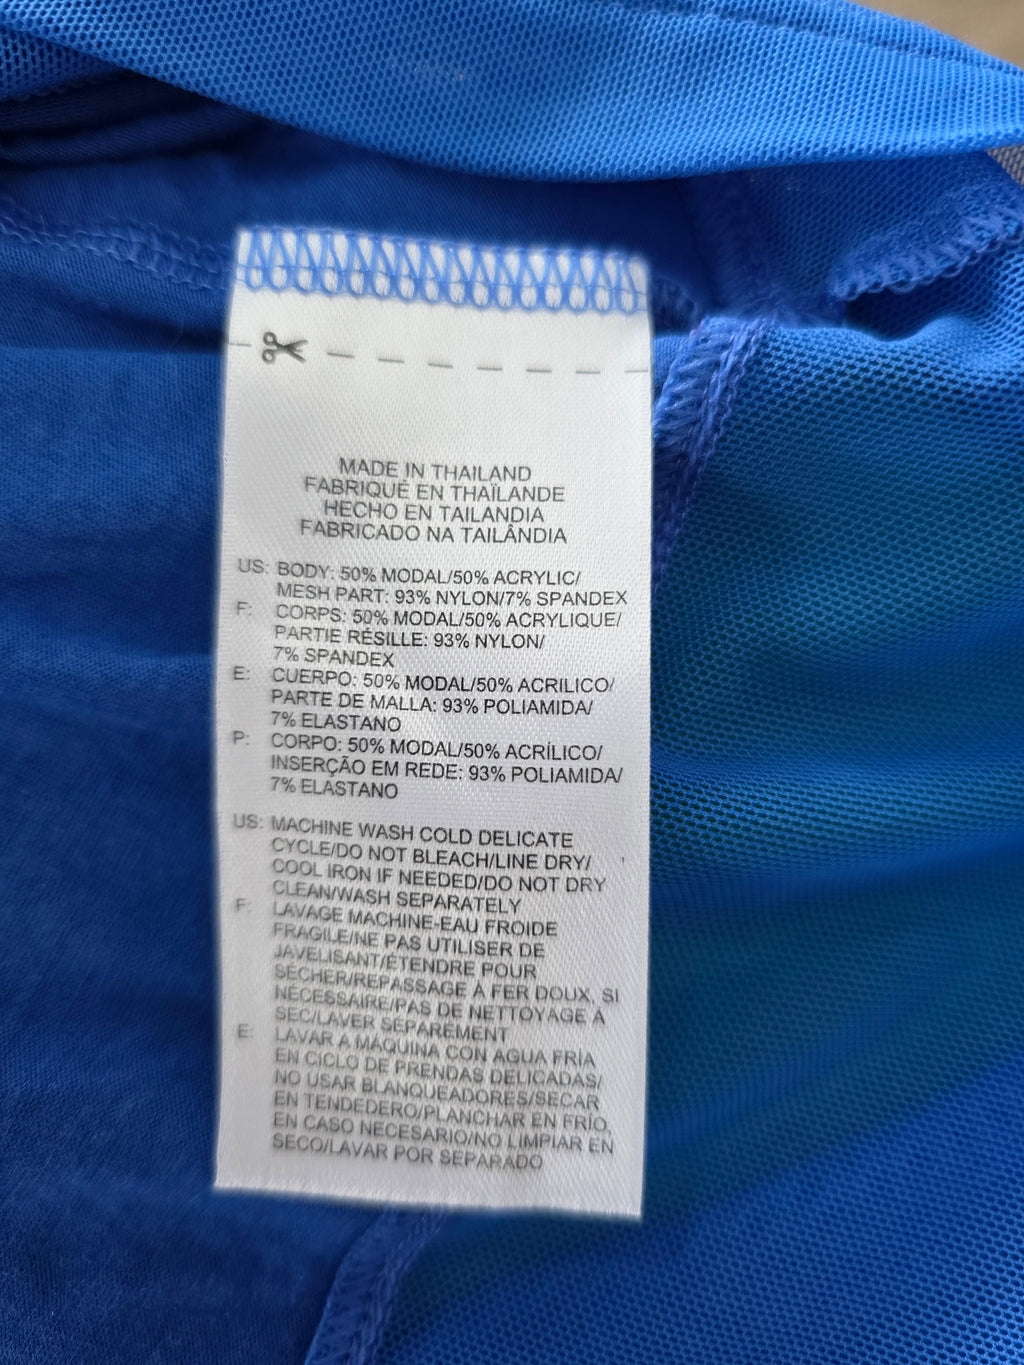 MADE IN THAILAND
FABRIQUÉ EN THAÏLANDE
HECHO EN TAILANDIA
FABRICADO NA TAILÂNDIA
US: BODY: 50% MODAL/50% ACRYLIC/
MESH PART: 93% NYLON/7% SPANDEX
F: CORPS: 50% MODAL/50% ACRYLIQUE/
PARTIE RÉSILLE: 93% NYLON/
7% SPANDEX
E: CUERPO: 50% MODAL/50% ACRILICO/
PARTE DE MALLA: 93% POLIAMIDA/
7% ELASTANO
P: CORPO: 50% MODAL/50% ACRÍLICO/
INSERÇÃO EM REDE: 93% POLIAMIDA/
7% ELASTANO
US: MACHINE WASH COLD DELICATE
CYCLE/DO NOT BLEACH/LINE DRY/
COOL IRON IF NEEDED/DO NOT DRY
CLEAN/WASH SEPARATELY
F: LAVAGE MACHINE-EAU FROIDE
FRAGILE/NE PAS UTILISER DE
JAVELISANT/ÉTENDRE POUR
SÉCHER/REPASSAGE À FER DOUX, SI
NÉCESSAIRE/PAS DE NETTOYAGE À
SEC/LAVER SÉPARÉMENT
E: LAVAR A MÁQUINA CON AGUA FRÍA
EN CICLO DE PRENDAS DELICADAS/
NO USAR BLANQUEADORES/SECAR
EN TENDEDERO/PLANCHAR EN FRÍO,
EN CASO NECESARIO/NO LIMPIAR EN
SECO/LAVAR POR SEPARADO